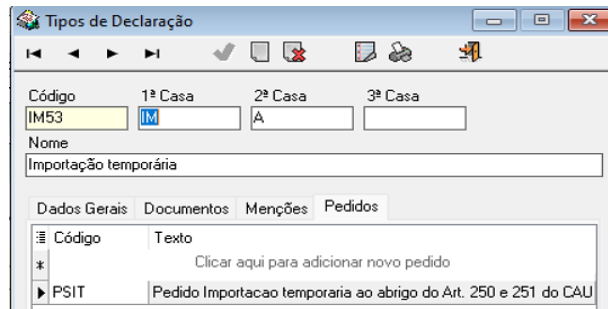 Tipos de Declaração
Código 1ª Casa 2ª Casa 3ª Casa
IM53 IM A
Nome
Importação temporária
Dados Gerais Documentos Menções Pedidos
Código Texto
Clicar aqui para adicionar novo pedido
PSIT Pedido Importacao temporaria ao abrigo do Art. 250 e 251 do CAU